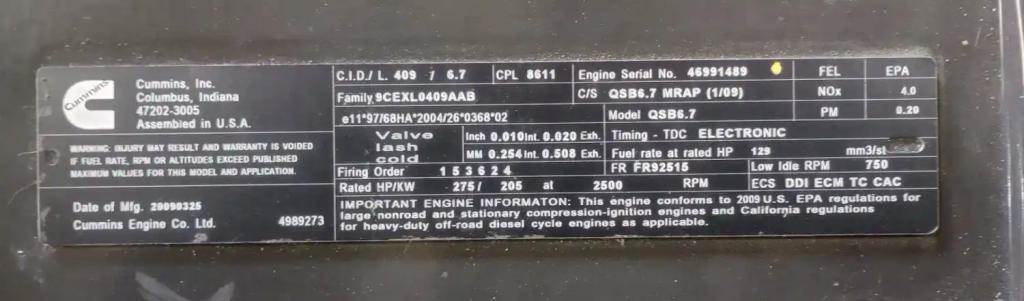 Cummins
Cummins, Inc.
Columbus, Indiana
47202-3005
Assembled in U.S.A.
WARNING: INJURY MAY RESULT AND WARRANTY IS VOIDED
IF FUEL RATE, RPM OR ALTITUDES EXCEED PUBLISHED
MAXIMUM VALUES FOR THIS MODEL AND APPLICATION.
Date of Mfg. 20090325
Cummins Engine Co. Ltd. 4989273
C.I.D./ L. 409 / 6.7 CPL 8611 Engine Serial No. 46991489 FEL EPA
Family 9CEXL0409AAB C/S QSB6.7 MRAP (1/09) NOx 4.0
e11*97/68HA*2004/26*0368*02 Model QSB6.7 PM 0.20
Valve lash cold Inch 0.010 Int. 0.020 Exh. Timing - TDC ELECTRONIC
MM 0.254 Int. 0.508 Exh. Fuel rate at rated HP 129 mm3/st
Firing Order 1 5 3 6 2 4 FR FR92515 Low Idle RPM 750
Rated HP/KW 275 / 205 at 2500 RPM ECS DDI ECM TC CAC
IMPORTANT ENGINE INFORMATON: This engine conforms to 2009 U.S. EPA regulations for
large nonroad and stationary compression-ignition engines and California regulations
for heavy-duty off-road diesel cycle engines as applicable.